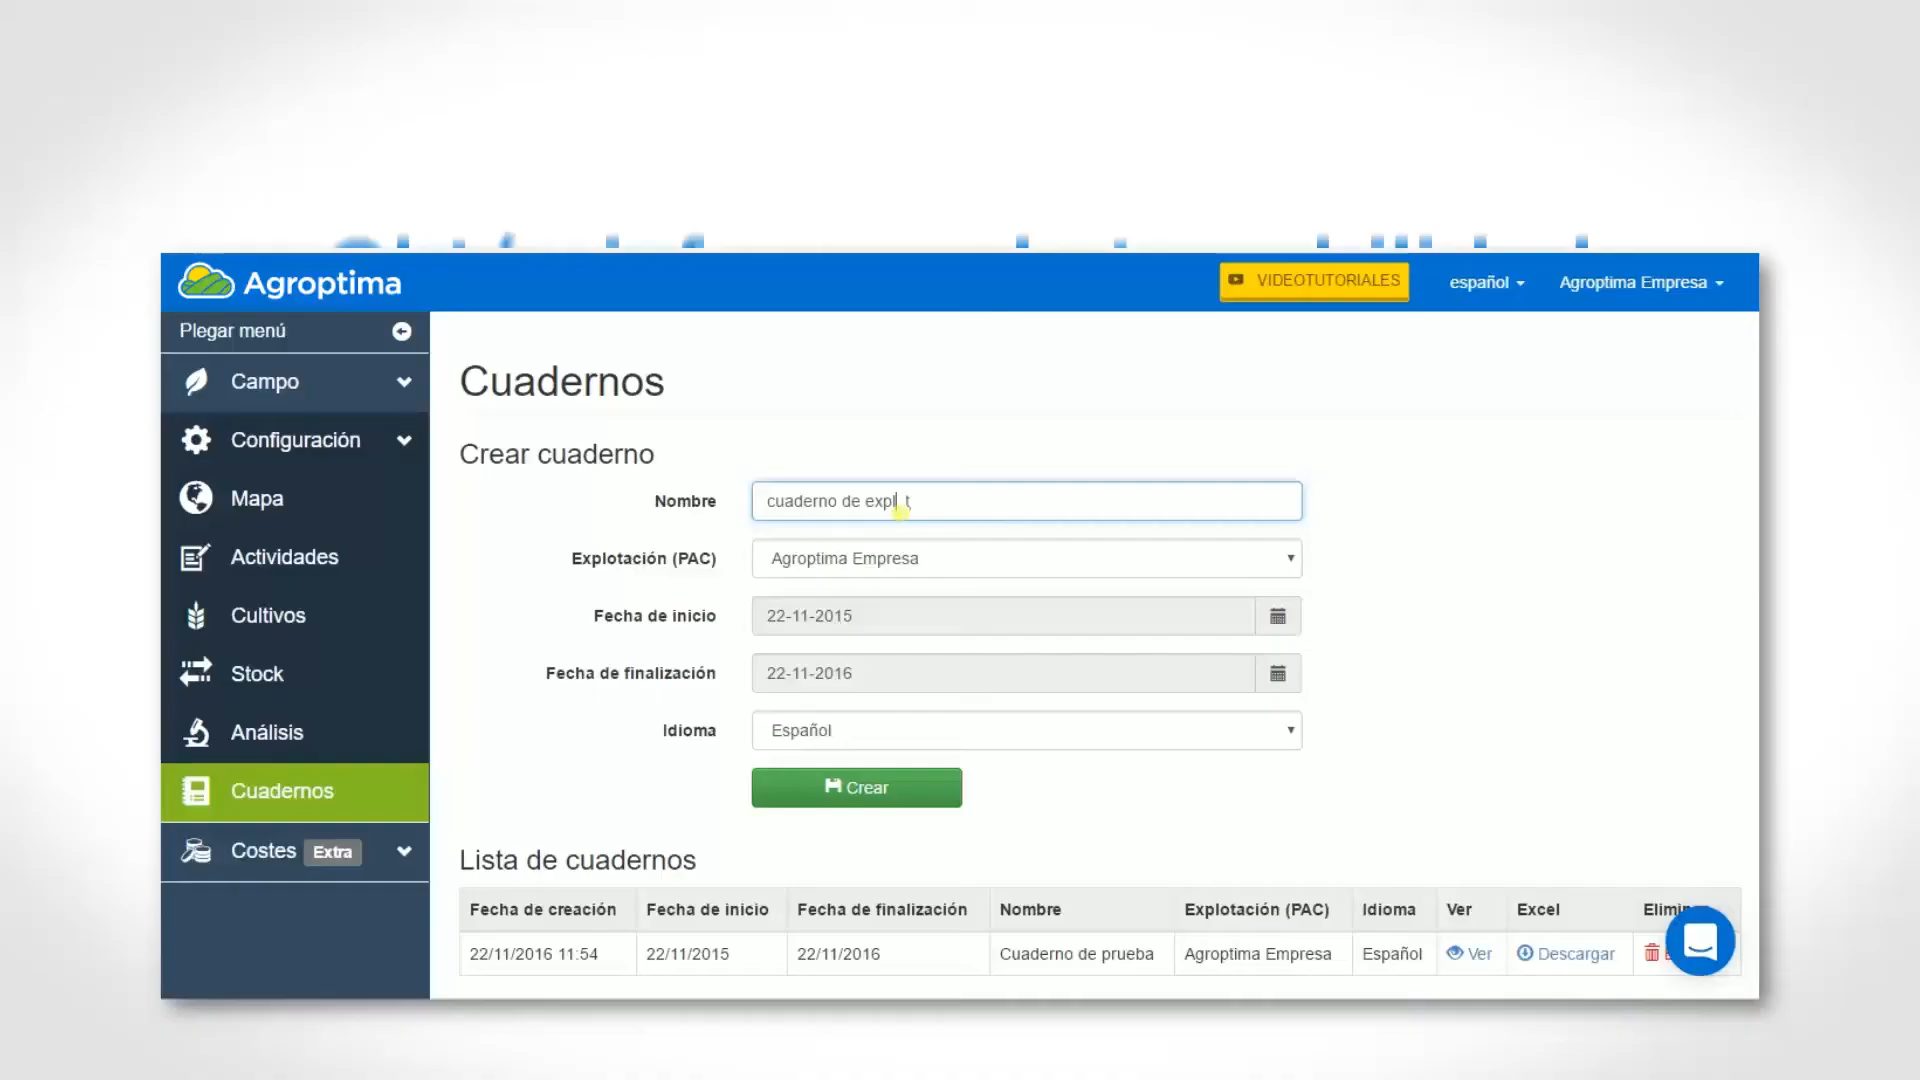 Agroptima
VIDEOTUTORIALES
español
Agroptima Empresa
Plegar menú
Campo
Configuración
Mapa
Actividades
Cultivos
Stock
Análisis
Cuadernos
Costes Extra
Cuadernos
Crear cuaderno
Nombre cuaderno de expl
Explotación (PAC) Agroptima Empresa
Fecha de inicio 22-11-2015
Fecha de finalización 22-11-2016
Idioma Español
Crear
Lista de cuadernos
Fecha de creación Fecha de inicio Fecha de finalización Nombre Explotación (PAC) Idioma Ver Excel
22/11/2016 11:54 22/11/2015 22/11/2016 Cuaderno de prueba Agroptima Empresa Español Ver Descargar